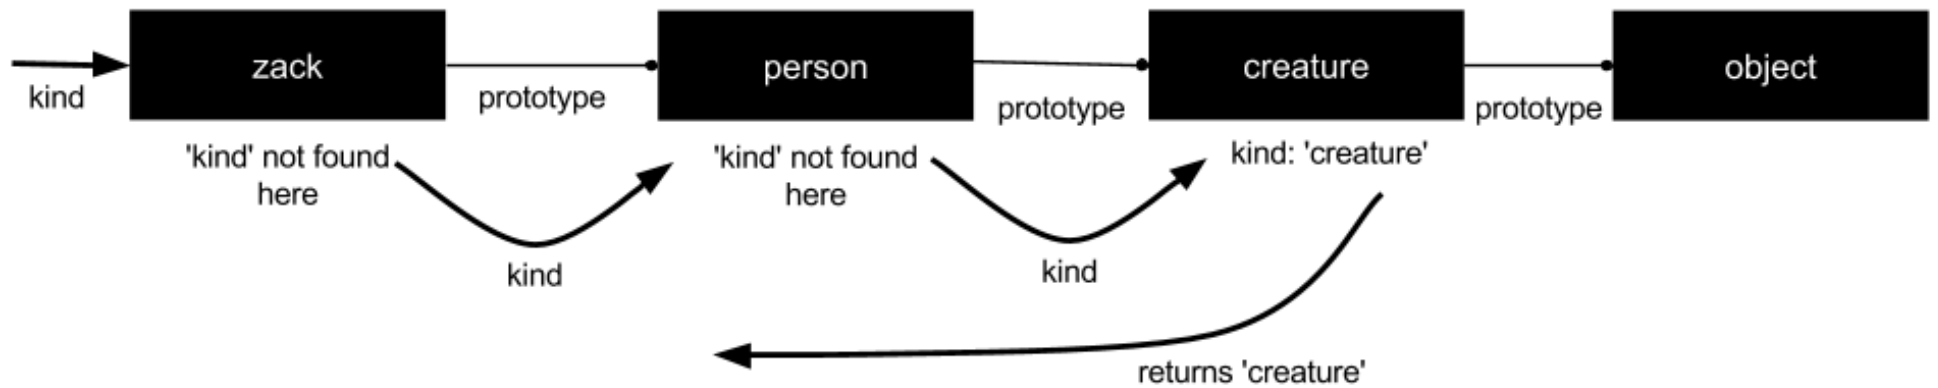 zack
person
creature
object
kind
prototype
prototype
prototype
'kind' not found
here
'kind' not found
here
kind: 'creature'
kind
kind
returns 'creature'